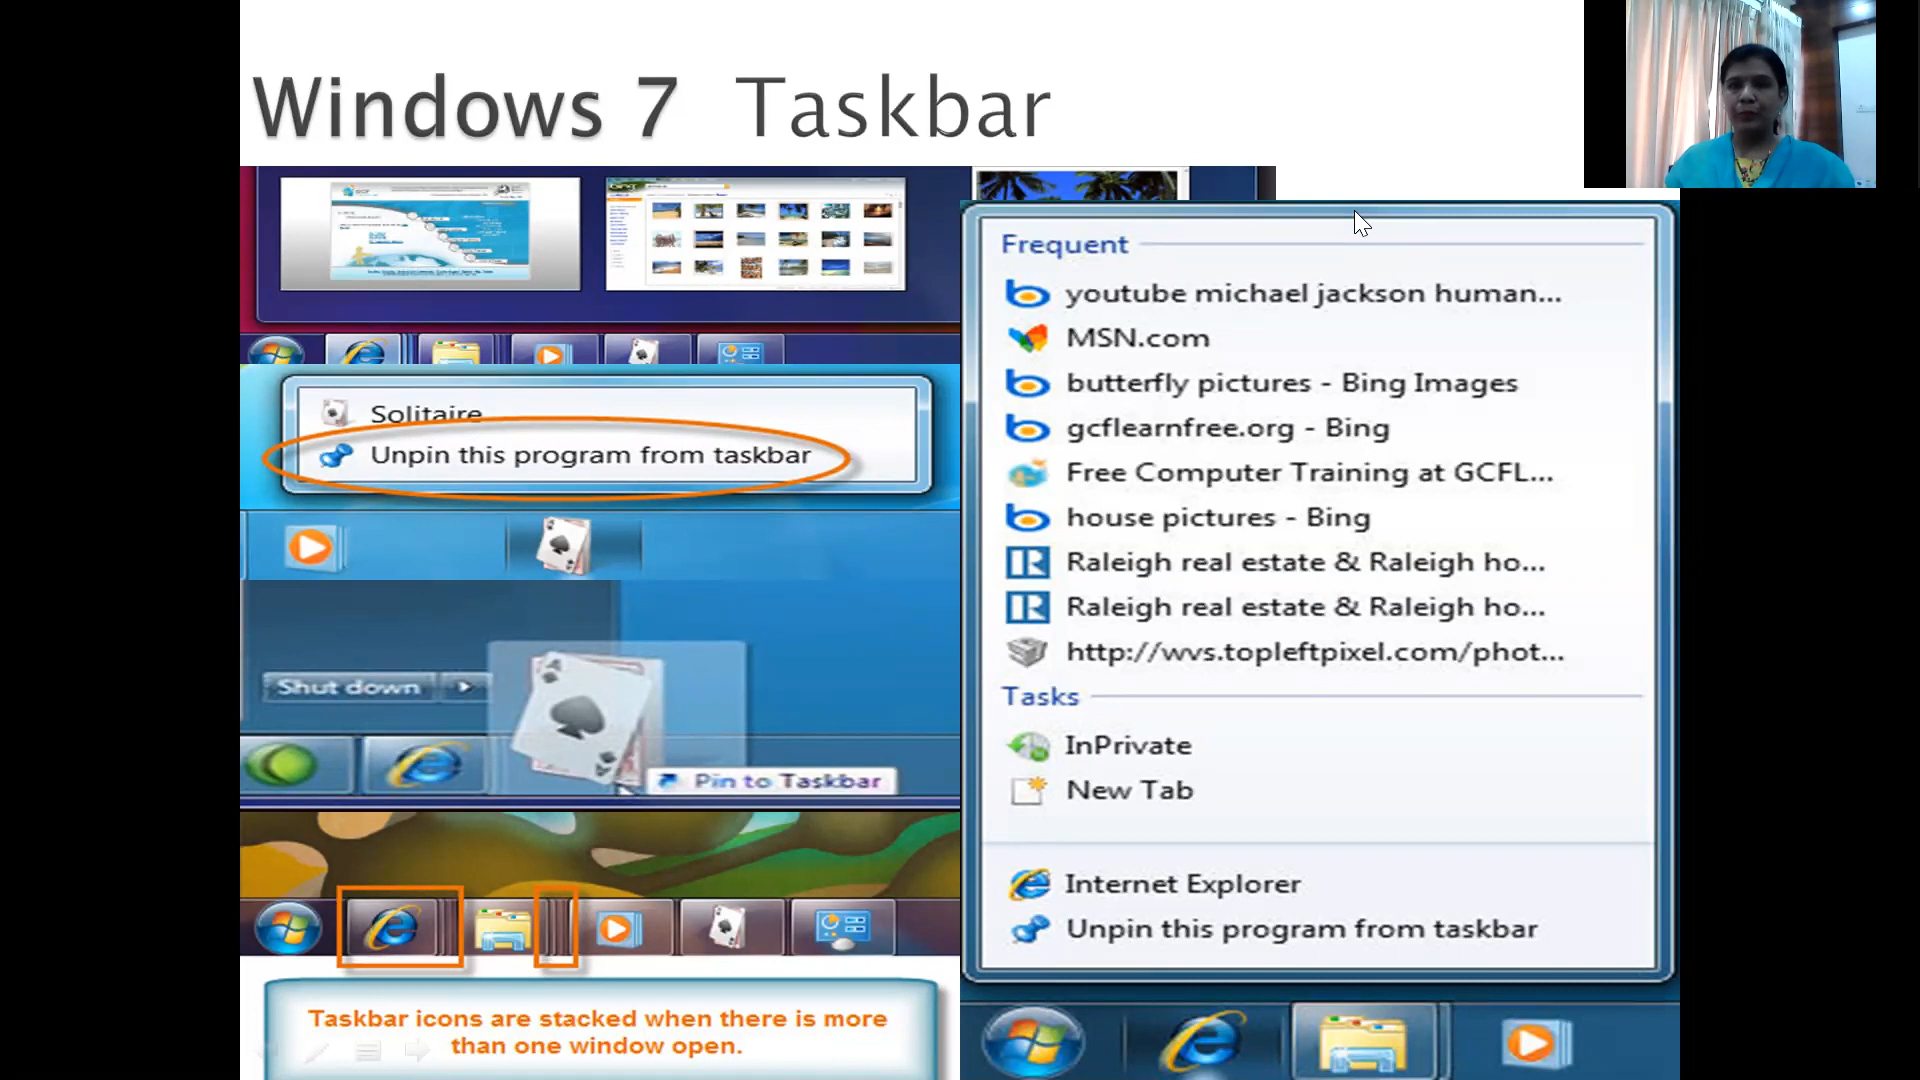 Windows 7 Taskbar
Solitaire
Unpin this program from taskbar
Shut down
Pin to Taskbar
Taskbar icons are stacked when there is more
than one window open.
Frequent
youtube michael jackson human...
MSN.com
butterfly pictures - Bing Images
gcflearnfree.org - Bing
Free Computer Training at GCFL...
house pictures - Bing
Raleigh real estate & Raleigh ho...
Raleigh real estate & Raleigh ho...
http://wvs.topleftpixel.com/phot...
Tasks
InPrivate
New Tab
Internet Explorer
Unpin this program from taskbar